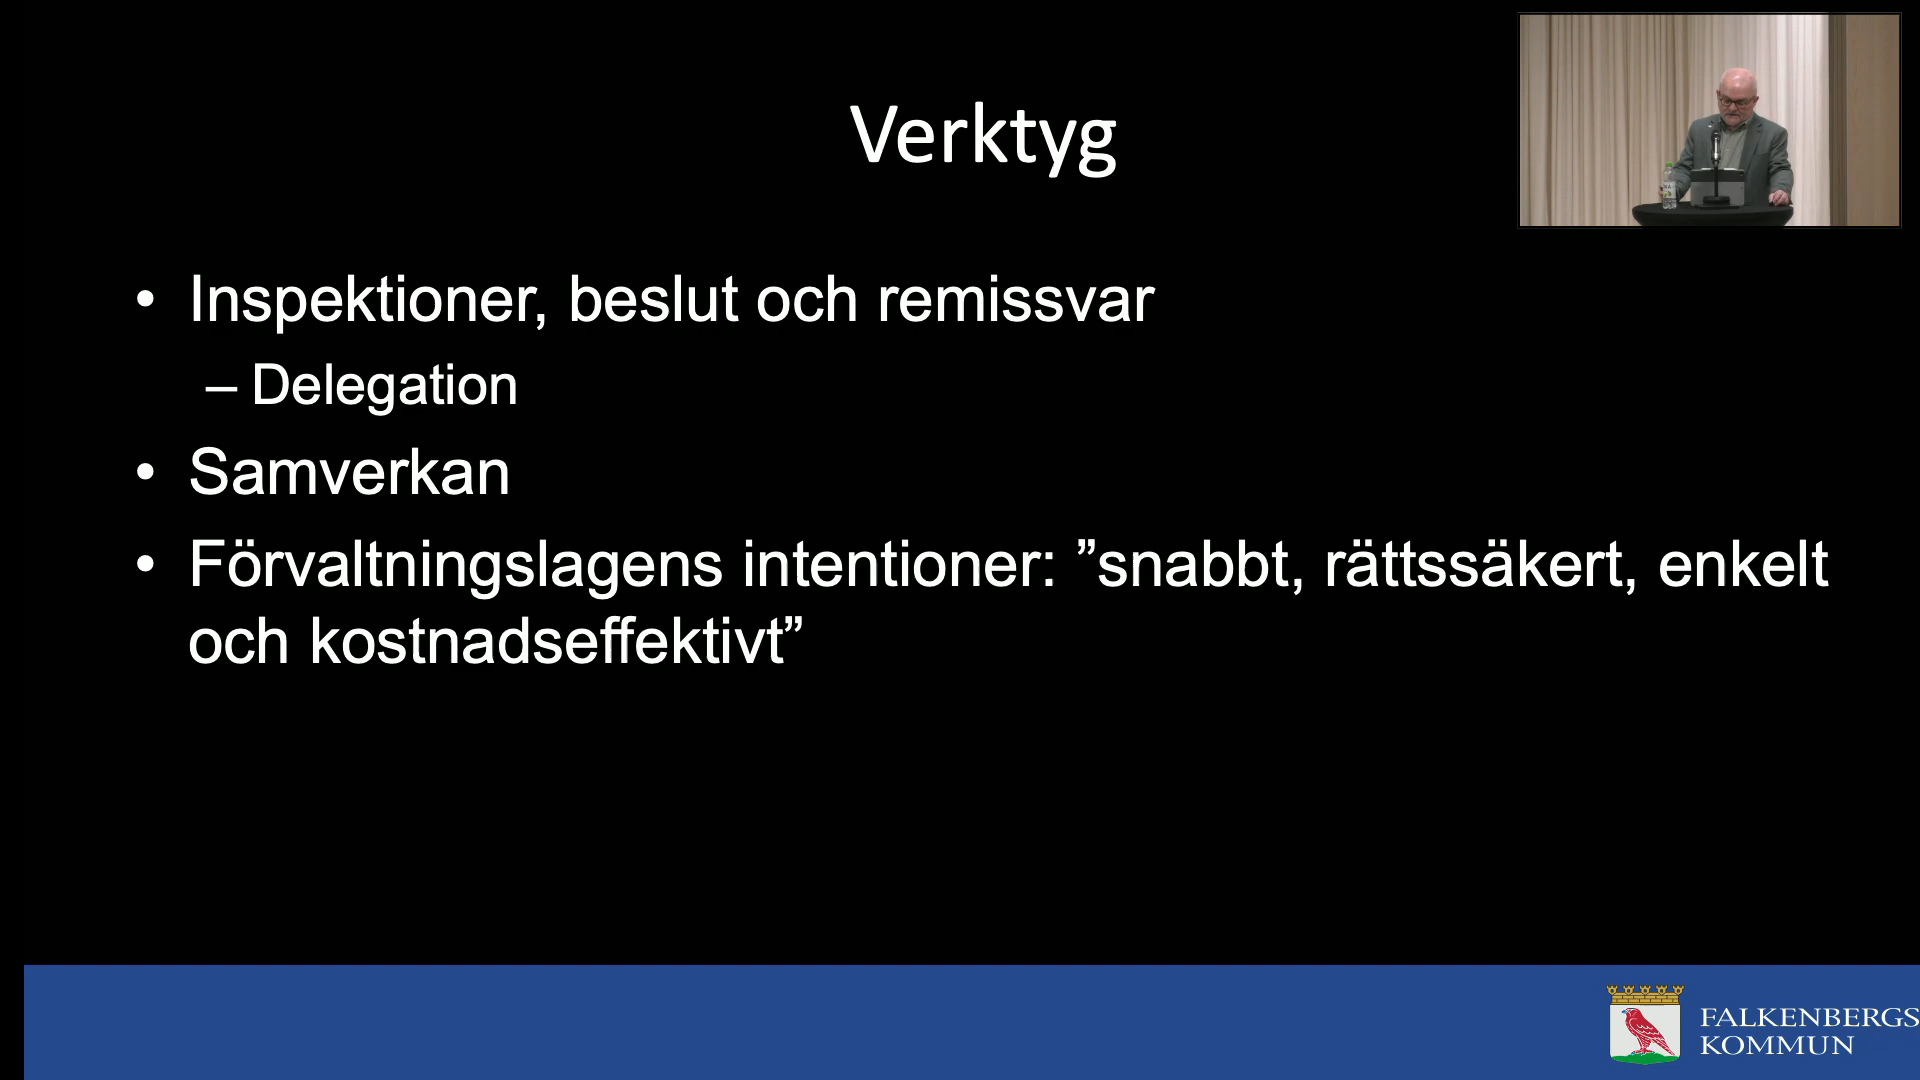 Verktyg
• Inspektioner, beslut och remissvar
– Delegation
• Samverkan
• Förvaltningslagens intentioner: ”snabbt, rättssäkert, enkelt
och kostnadseffektivt”
FALKENBERGS
KOMMUN